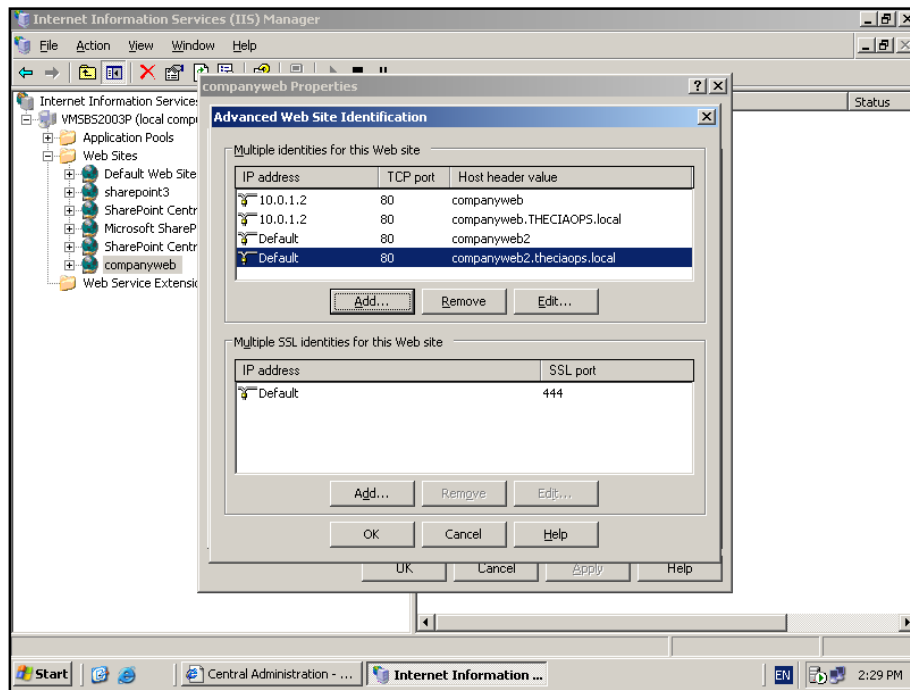 Internet Information Services (IIS) Manager
File Action View Window Help
companyweb Properties
Internet Information Service
Status
VMSBS2003P (local compu
Application Pools
Web Sites
Default Web Site
sharepoint3
SharePoint Centr
Microsoft ShareP
SharePoint Centr
companyweb
Web Service Extensio
Advanced Web Site Identification
Multiple identities for this Web site
IP address TCP port Host header value
10.0.1.2 80 companyweb
10.0.1.2 80 companyweb.THECIAOPS.local
Default 80 companyweb2
Default 80 companyweb2.theciaops.local
Add... Remove Edit...
Multiple SSL identities for this Web site
IP address SSL port
Default 444
Add... Remove Edit...
OK Cancel Help
OK Cancel Apply Help
Start Central Administration - ... Internet Information ... EN 2:29 PM